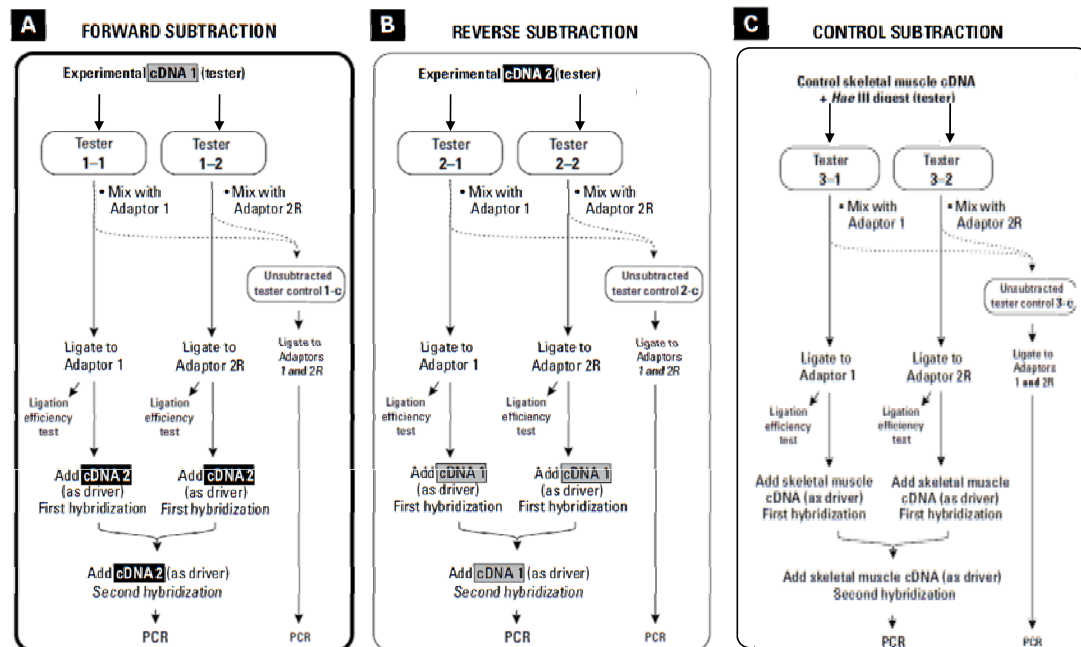 A FORWARD SUBTRACTION
Experimental cDNA 1 (tester)
Tester
1–1
Tester
1–2
▪ Mix with
Adaptor 1
▪ Mix with
Adaptor 2R
Unsubtracted
tester control 1-c
Ligate to
Adaptor 1
Ligate to
Adaptor 2R
Ligate to
Adaptors
1 and 2R
Ligation
efficiency
test
Ligation
efficiency
test
Add cDNA 2
(as driver)
First hybridization
Add cDNA 2
(as driver)
First hybridization
Add cDNA 2 (as driver)
Second hybridization
PCR
PCR
B REVERSE SUBTRACTION
Experimental cDNA 2 (tester)
Tester
2–1
Tester
2–2
▪ Mix with
Adaptor 1
▪ Mix with
Adaptor 2R
Unsubtracted
tester control 2-c
Ligate to
Adaptor 1
Ligate to
Adaptor 2R
Ligate to
Adaptors
1 and 2R
Ligation
efficiency
test
Ligation
efficiency
test
Add cDNA 1
(as driver)
First hybridization
Add cDNA 1
(as driver)
First hybridization
Add cDNA 1 (as driver)
Second hybridization
PCR
PCR
C CONTROL SUBTRACTION
Control skeletal muscle cDNA
+ Hae III digest (tester)
Tester
3–1
Tester
3–2
▪ Mix with
Adaptor 1
▪ Mix with
Adaptor 2R
Unsubtracted
tester control 3-c
Ligate to
Adaptor 1
Ligate to
Adaptor 2R
Ligate to
Adaptors
1 and 2R
Ligation
efficiency
test
Ligation
efficiency
test
Add skeletal muscle
cDNA (as driver)
First hybridization
Add skeletal muscle
cDNA (as driver)
First hybridization
Add skeletal muscle cDNA (as driver)
Second hybridization
PCR
PCR